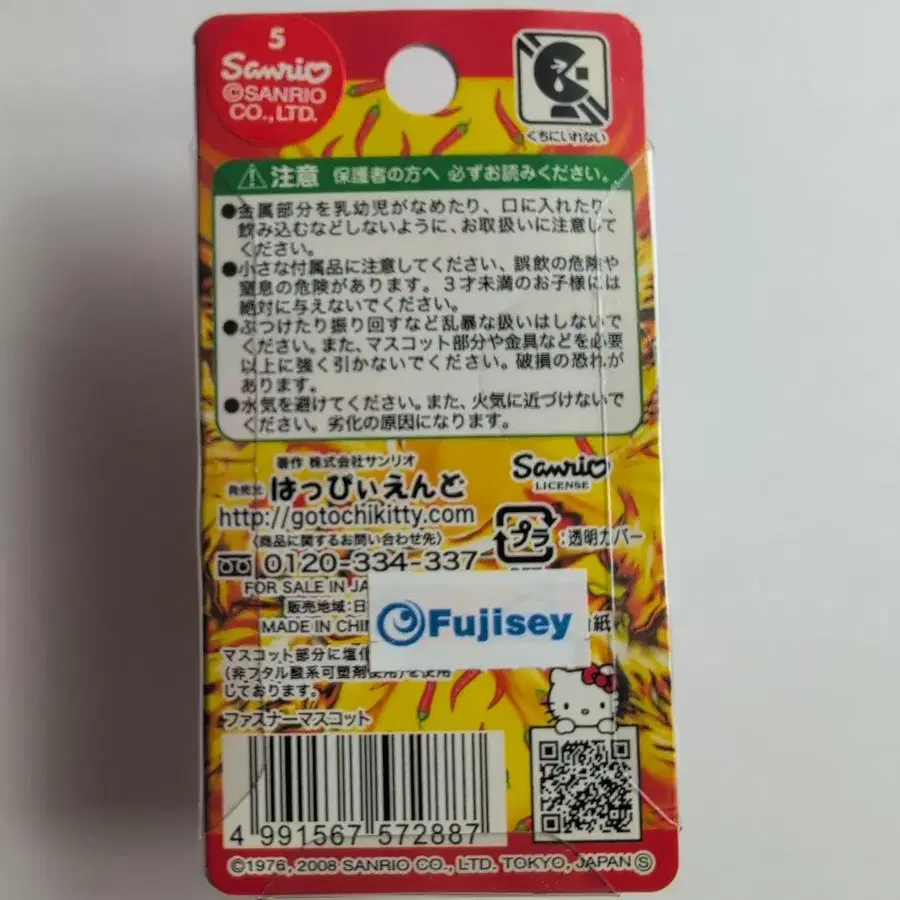 5
Sanrio
©SANRIO
CO., LTD.
くちにいれない
注意 保護者の方へ 必ずお読みください。
●金属部分を乳幼児がなめたり、口に入れたり、
飲み込むなどしないように、お取扱いに注意して
ください。
●小さな付属品に注意してください、誤飲の危険や
窒息の危険があります。3才未満のお子様には
絶対に与えないでください。
●ぶつけたり振り回すなど乱暴な扱いはしないで
ください。また、マスコット部分や金具などを必要
以上に強く引かないでください。破損の恐れが
あります。
●水気を避けてください。また、火気に近づけないで
ください。劣化の原因になります。
著作 株式会社サンリオ
発売元 はっぴぃえんど
http://gotochikitty.com
〈商品に関するお問い合わせ先〉
0120-334-337
Sanrio
LICENSE
プラ :透明カバー
FOR SALE IN JA
販売地域:日
MADE IN CHI
Fujisey
紙
マスコット部分に塩化
(非フタル酸系可塑剤使用)を使用
しております。
ファスナーマスコット
4 991567 572887
©1976, 2008 SANRIO CO., LTD. TOKYO, JAPAN Ⓢ